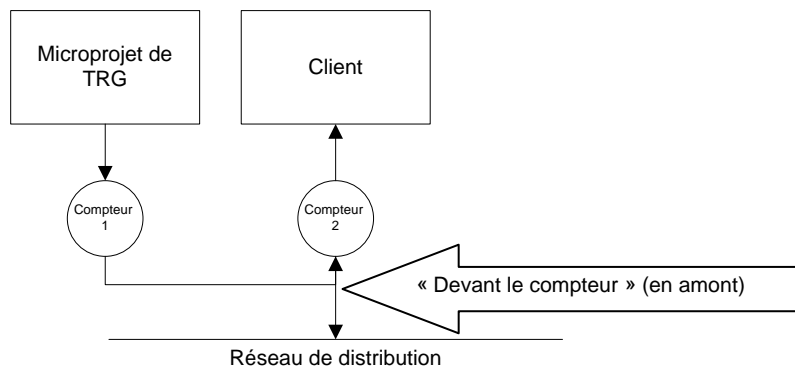 Microprojet de
TRG
Client
Compteur
1
Compteur
2
« Devant le compteur » (en amont)
Réseau de distribution